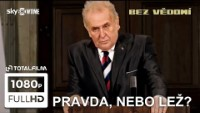 sky SHOWTIME
BEZ VĚDOMÍ
TOTALFILM
1080p
FULL HD
PRAVDA, NEBO LEŽ?